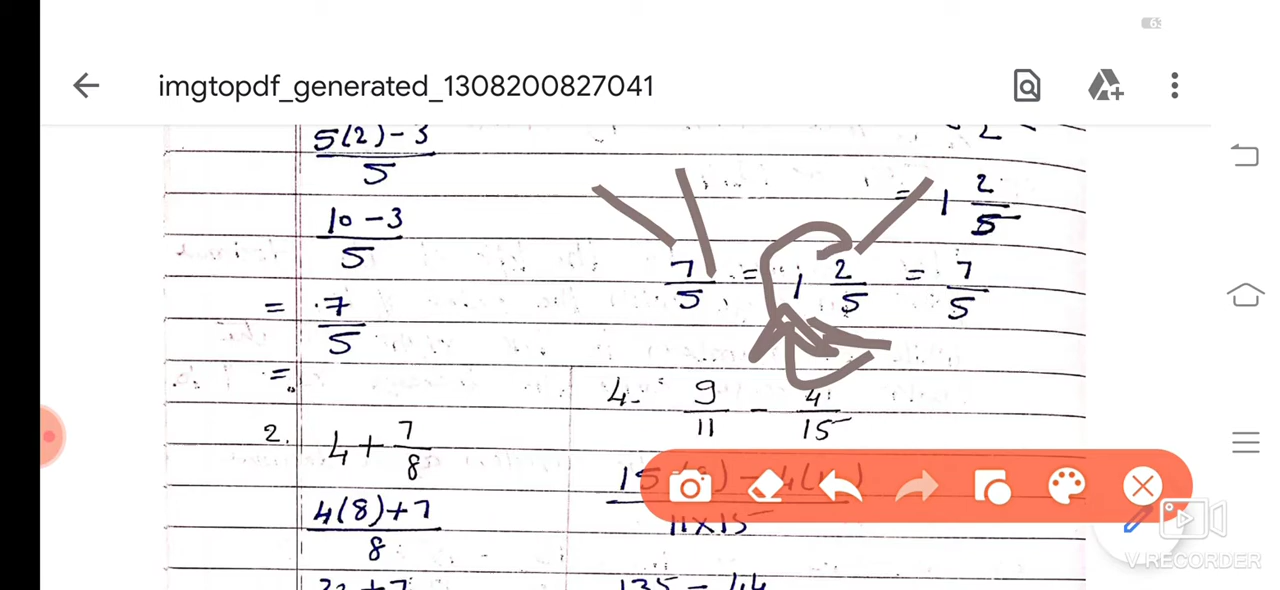 63
imgtopdf_generated_1308200827041
5(2) - 3
5
10 - 3
5
= 7
5
=
2. 4 + 7
8
4(8) + 7
8
= 1 2
5
7 = 1 2 = 7
5 5 5
4. 9 - 4
11 15
11×15
135 - 44
V-RECORDER